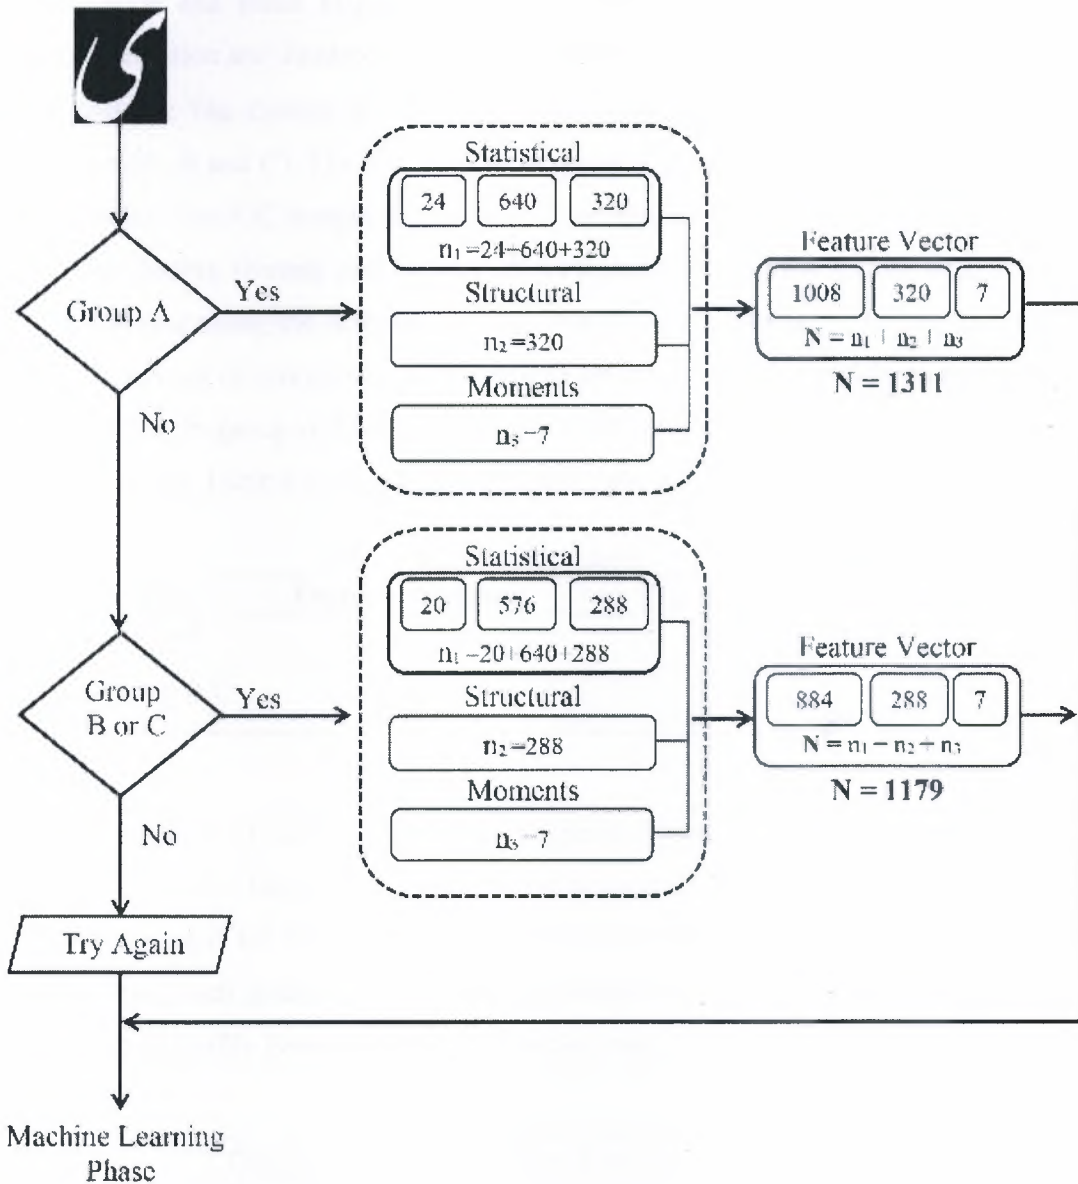 ی
Group A
Yes
No
Statistical
24 640 320
n₁=24-640+320
Structural
n₂=320
Moments
n₃-7
Feature Vector
1008 320 7
N = n₁ + n₂ + n₃
N = 1311
Group
B or C
Yes
No
Statistical
20 576 288
n₁-20+640+288
Structural
n₂=288
Moments
n₃-7
Feature Vector
884 288 7
N = n₁ - n₂ + n₃
N = 1179
Try Again
Machine Learning
Phase